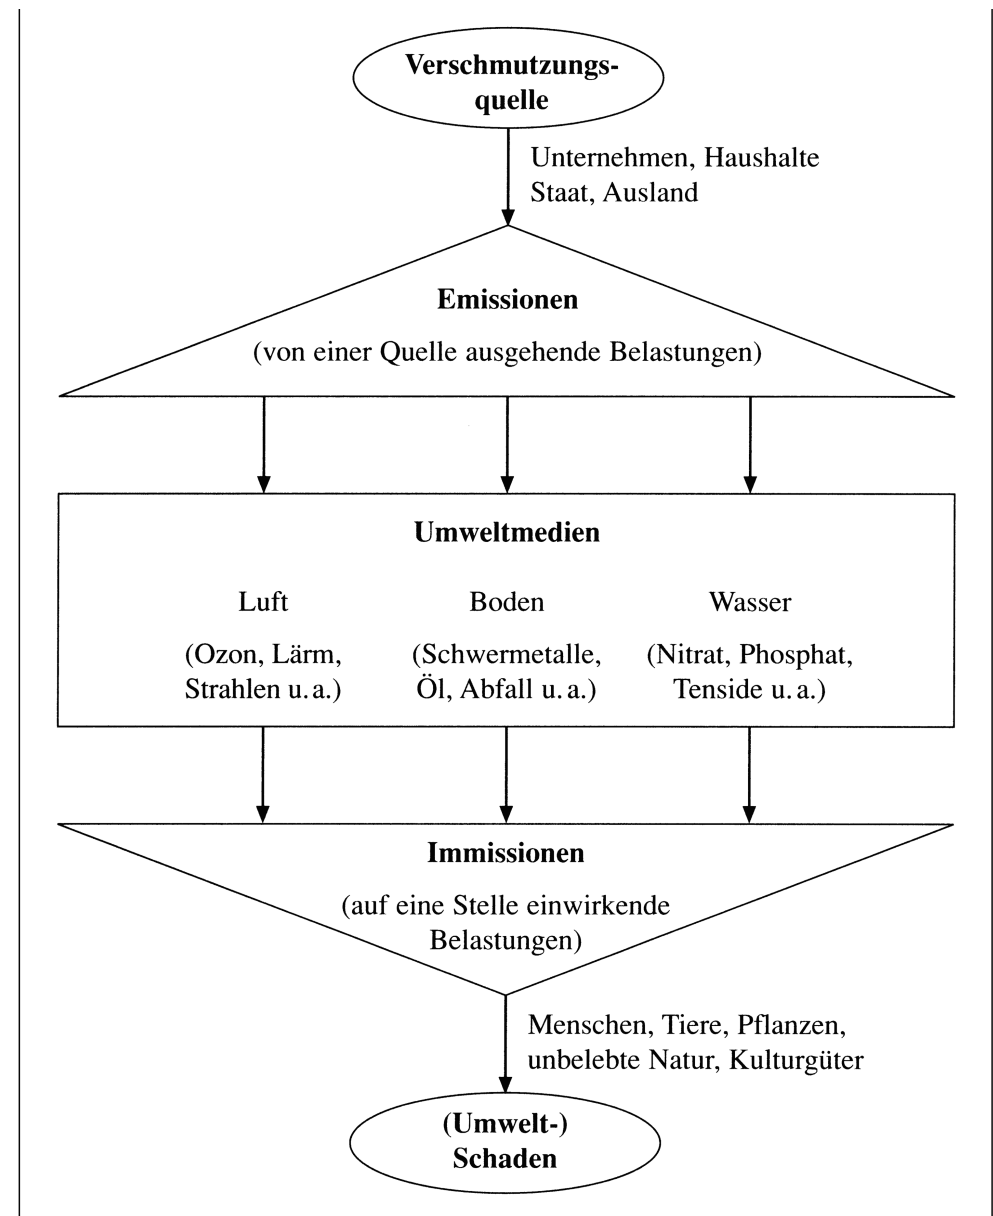 Verschmutzungs-
quelle
Unternehmen, Haushalte
Staat, Ausland
Emissionen
(von einer Quelle ausgehende Belastungen)
Umweltmedien
Luft
(Ozon, Lärm,
Strahlen u. a.)
Boden
(Schwermetalle,
Öl, Abfall u. a.)
Wasser
(Nitrat, Phosphat,
Tenside u. a.)
Immissionen
(auf eine Stelle einwirkende
Belastungen)
Menschen, Tiere, Pflanzen,
unbelebte Natur, Kulturgüter
(Umwelt-)
Schaden